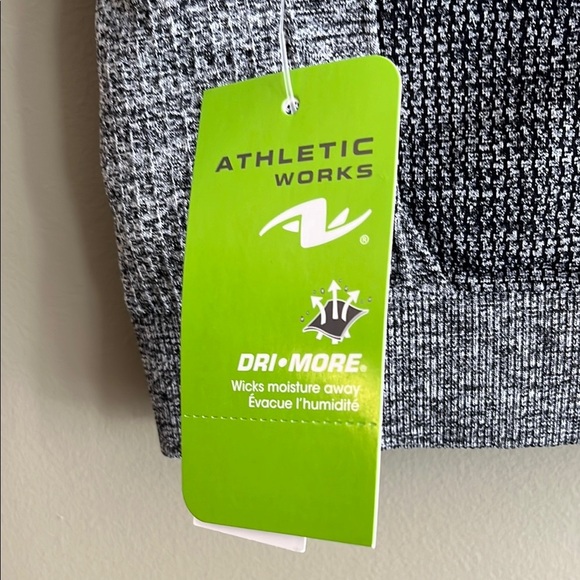 ATHLETIC
WORKS
®
DRI•MORE®
Wicks moisture away
Évacue l'humidité